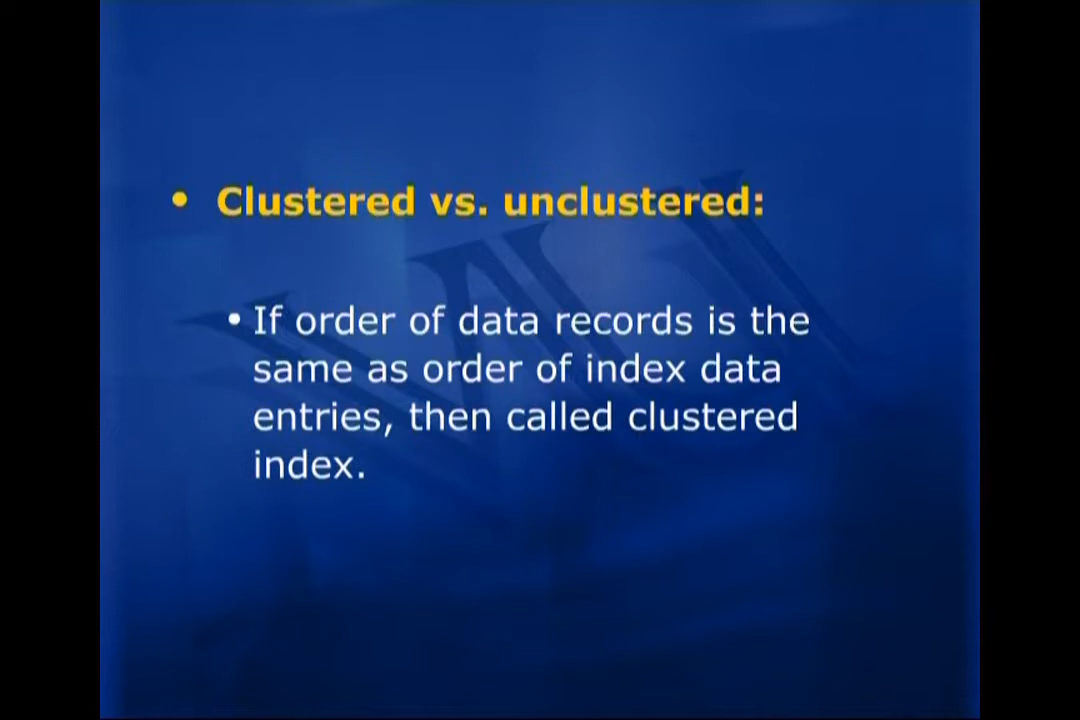 • Clustered vs. unclustered:
• If order of data records is the
same as order of index data
entries, then called clustered
index.